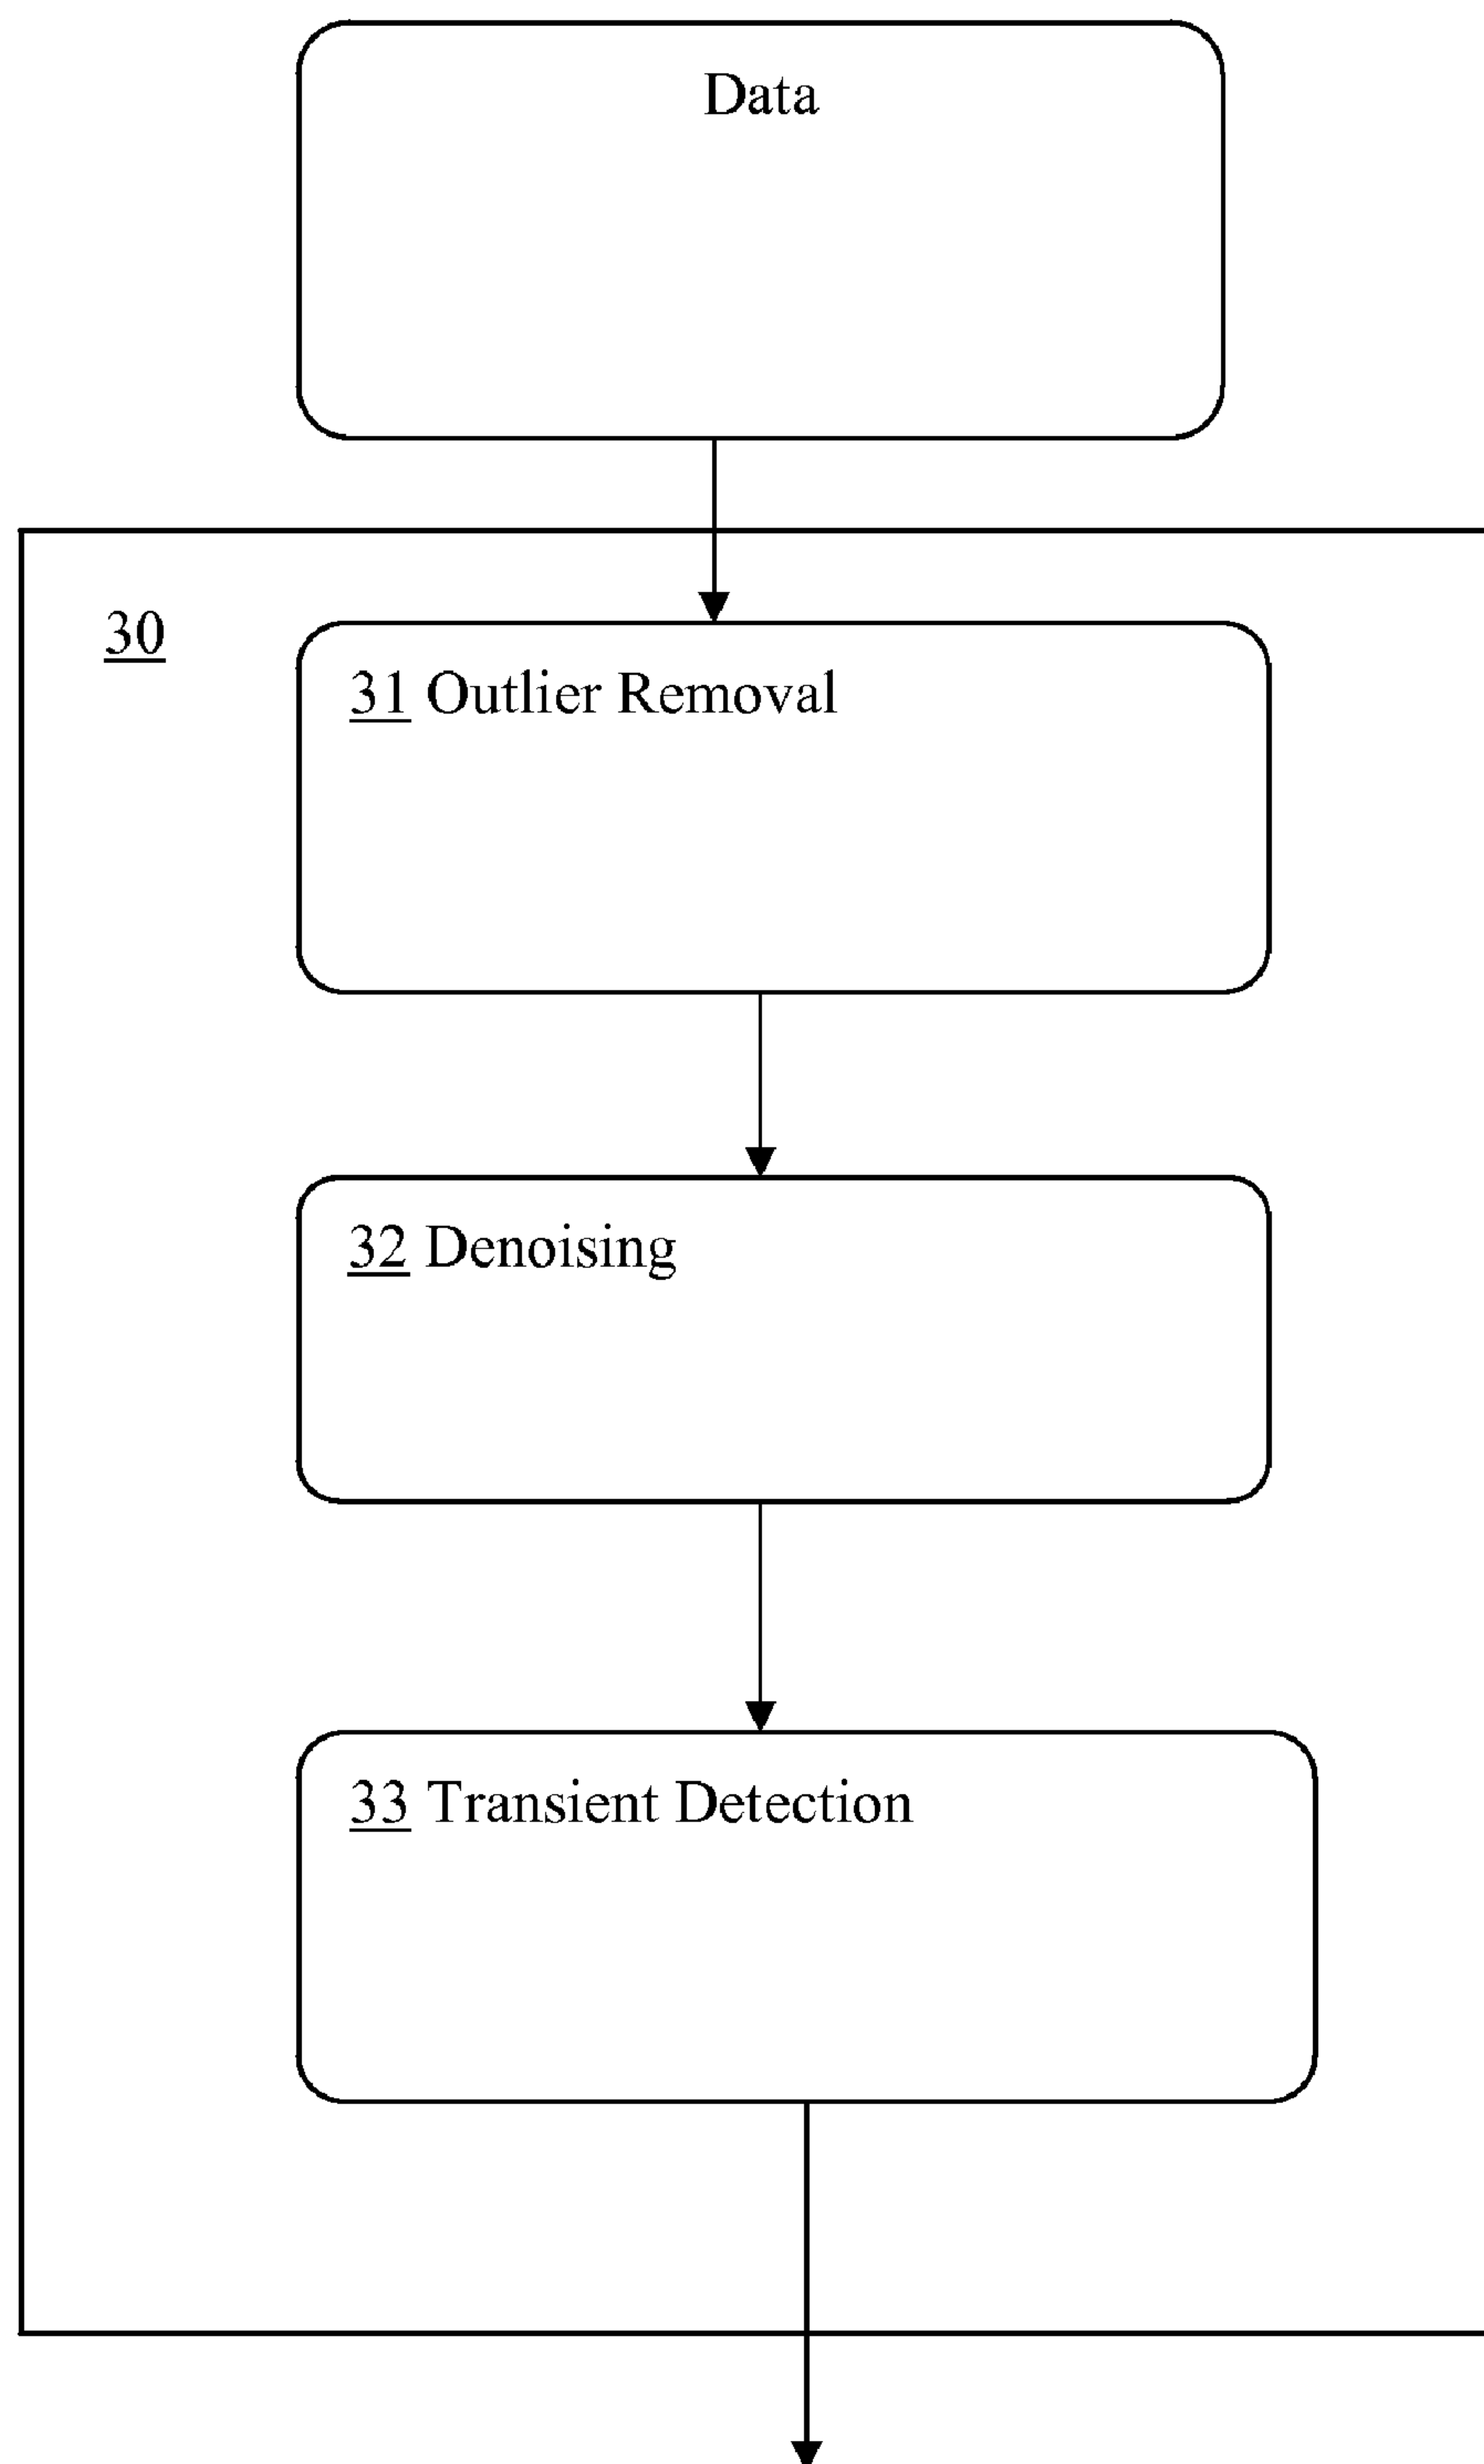 Data
30
31 Outlier Removal
32 Denoising
33 Transient Detection